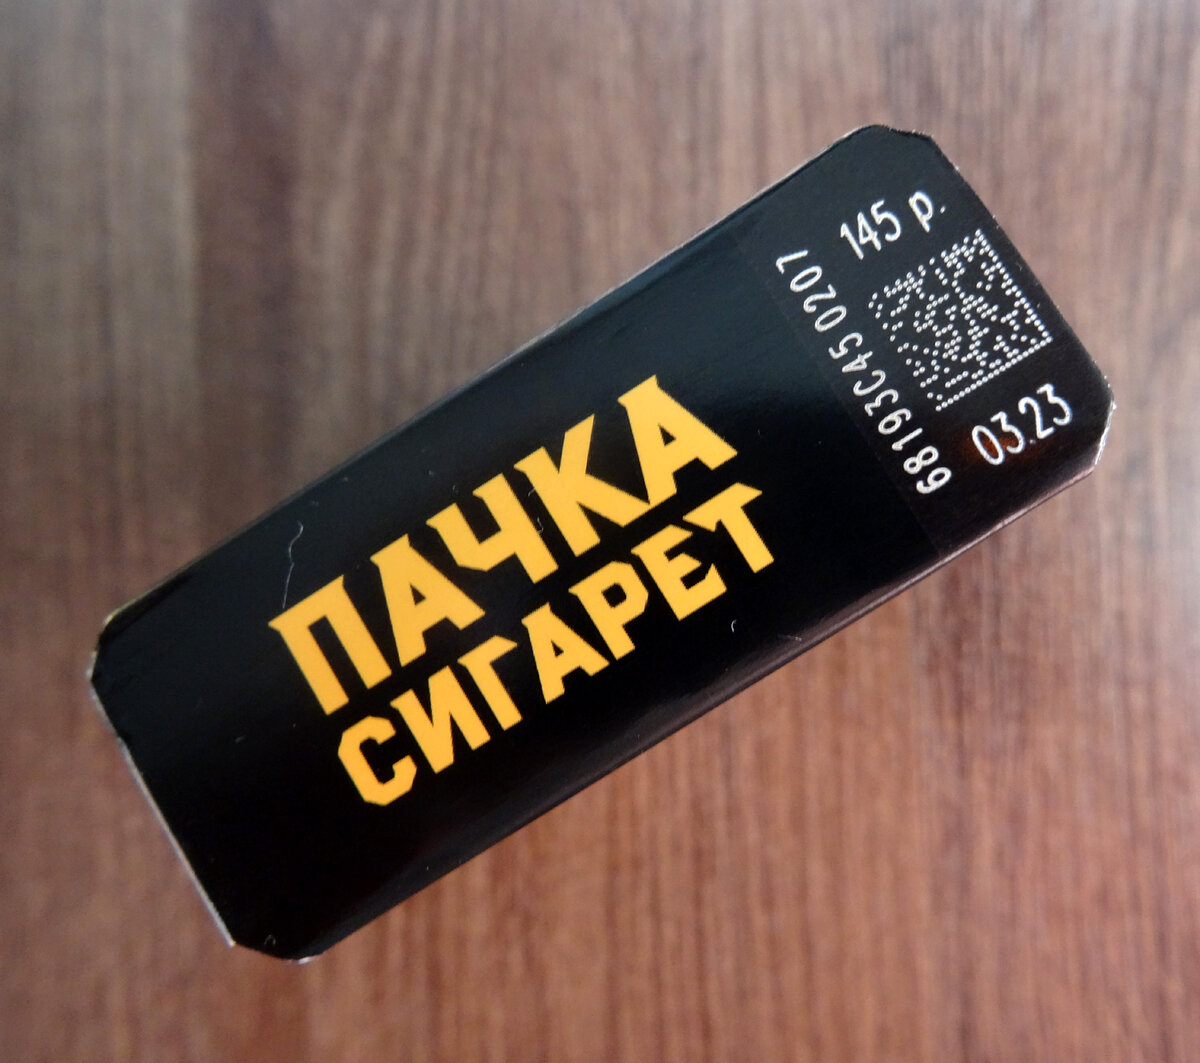 ПАЧКА
СИГАРЕТ
145 р.
68193C45 0207
03.23